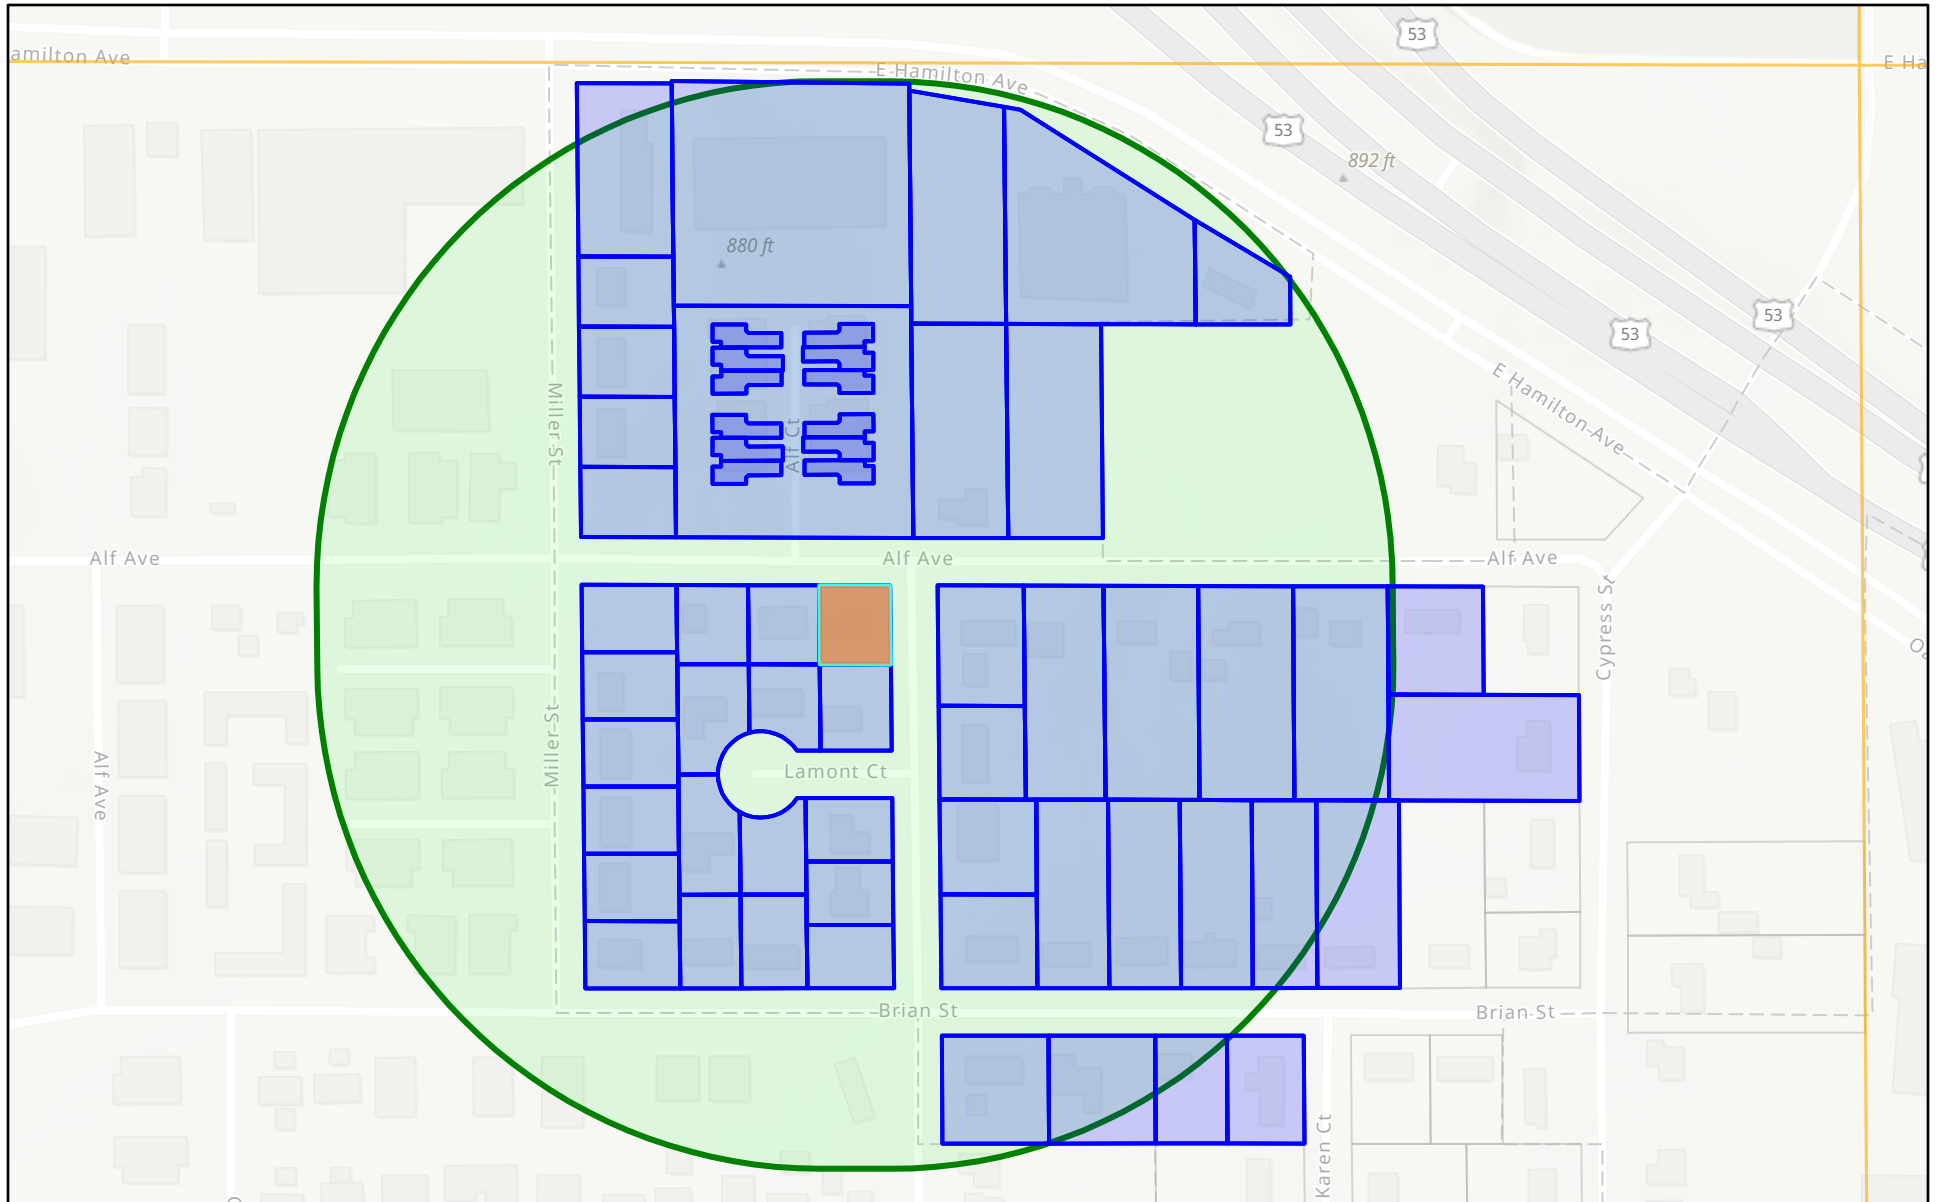 53
amilton Ave
E Ha
E Hamilton Ave
53
892 ft
880 ft
53
53
E Hamilton Ave
Miller St
Alf Ct
Alf Ave
Alf Ave
Alf Ave
Cypress St
Miller St
Alf Ave
Lamont Ct
Brian St
Brian St
Karen Ct